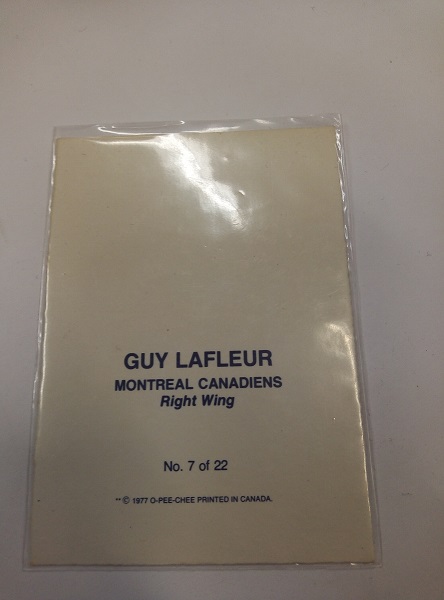 GUY LAFLEUR
MONTREAL CANADIENS
Right Wing
No. 7 of 22
** © 1977 O-PEE-CHEE PRINTED IN CANADA.